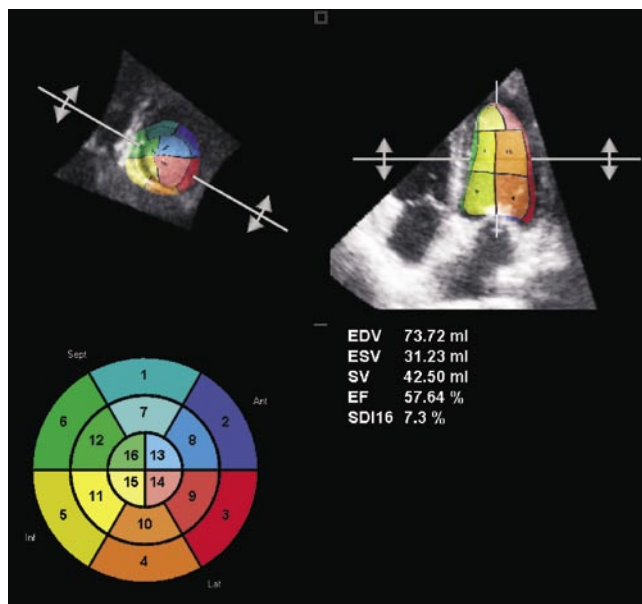 EDV 73.72 ml
ESV 31.23 ml
SV 42.50 ml
EF 57.64 %
SDI16 7.3 %
Sept
1
Ant
6
7
2
12
8
16 13
15 14
11
9
5
10
3
Inf
4
Lat